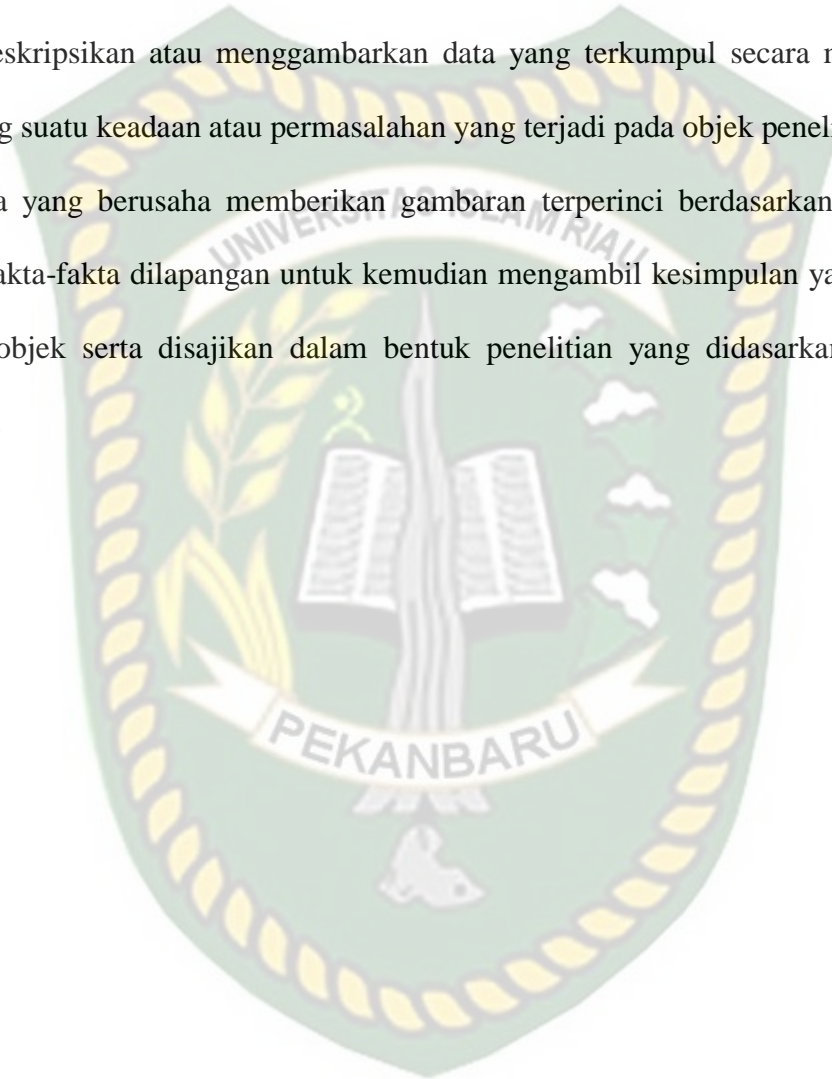 eskripsikan atau menggambarkan data yang terkumpul secara
g suatu keadaan atau permasalahan yang terjadi pada objek penel
a yang berusaha memberikan gambaran terperinci berdasarkan
akta-fakta dilapangan untuk kemudian mengambil kesimpulan ya
objek serta disajikan dalam bentuk penelitian yang didasarkan
UNIVERSITAS ISLAM RIAU
PEKANBARU